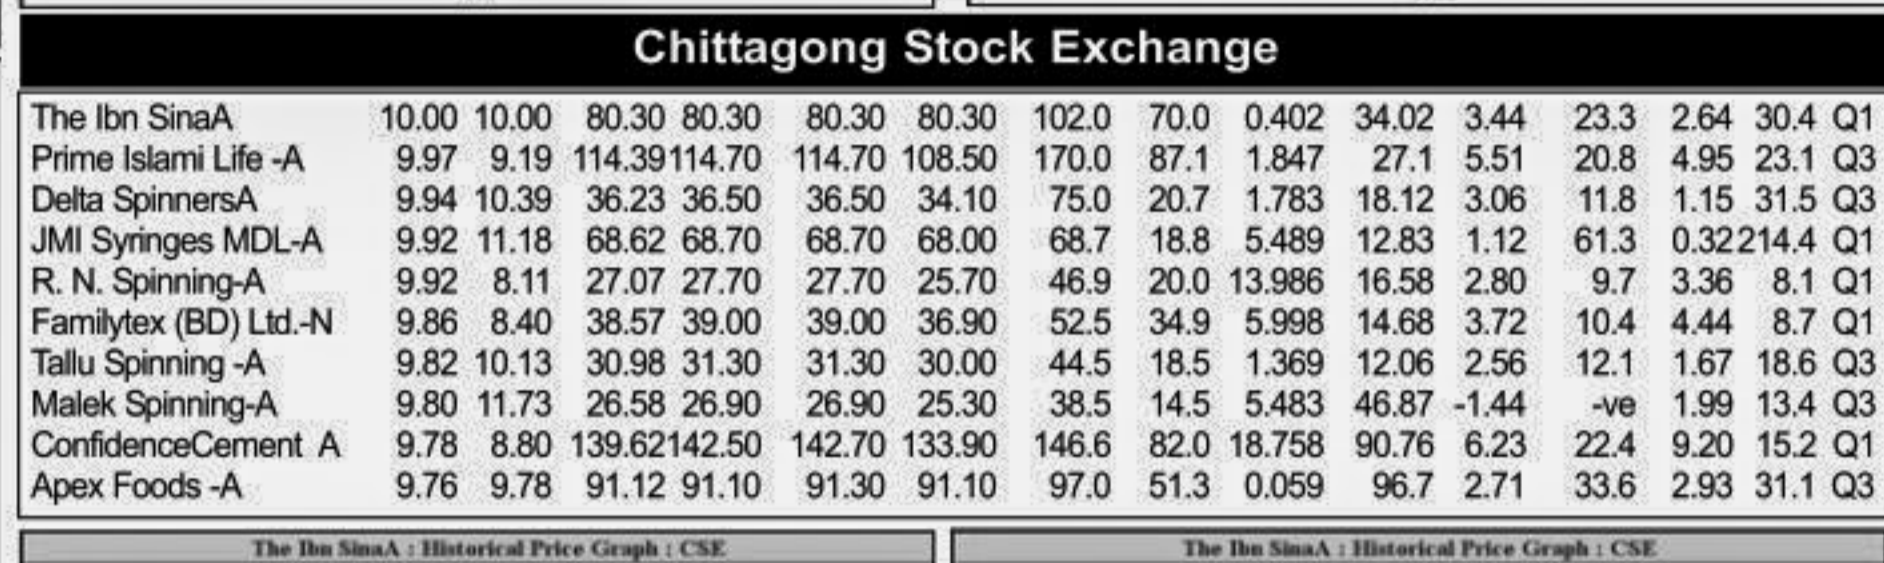 Chittagong Stock Exchange
The Ibn SinaA 10.00 10.00 80.30 80.30 80.30 80.30 102.0 70.0 0.402 34.02 3.44 23.3 2.64 30.4 Q1
Prime Islami Life -A 9.97 9.19 114.39 114.70 114.70 108.50 170.0 87.1 1.847 27.1 5.51 20.8 4.95 23.1 Q3
Delta SpinnersA 9.94 10.39 36.23 36.50 36.50 34.10 75.0 20.7 1.783 18.12 3.06 11.8 1.15 31.5 Q3
JMI Syringes MDL-A 9.92 11.18 68.62 68.70 68.70 68.00 68.7 18.8 5.489 12.83 1.12 61.3 0.32 214.4 Q1
R. N. Spinning-A 9.92 8.11 27.07 27.70 27.70 25.70 46.9 20.0 13.986 16.58 2.80 9.7 3.36 8.1 Q1
Familytex (BD) Ltd.-N 9.86 8.40 38.57 39.00 39.00 36.90 52.5 34.9 5.998 14.68 3.72 10.4 4.44 8.7 Q1
Tallu Spinning -A 9.82 10.13 30.98 31.30 31.30 30.00 44.5 18.5 1.369 12.06 2.56 12.1 1.67 18.6 Q3
Malek Spinning-A 9.80 11.73 26.58 26.90 26.90 25.30 38.5 14.5 5.483 46.87 -1.44 -ve 1.99 13.4 Q3
ConfidenceCement A 9.78 8.80 139.62 142.50 142.70 133.90 146.6 82.0 18.758 90.76 6.23 22.4 9.20 15.2 Q1
Apex Foods -A 9.76 9.78 91.12 91.10 91.30 91.10 97.0 51.3 0.059 96.7 2.71 33.6 2.93 31.1 Q3
The Ibn SinaA : Historical Price Graph : CSE
The Ibn SinaA : Historical Price Graph : CSE